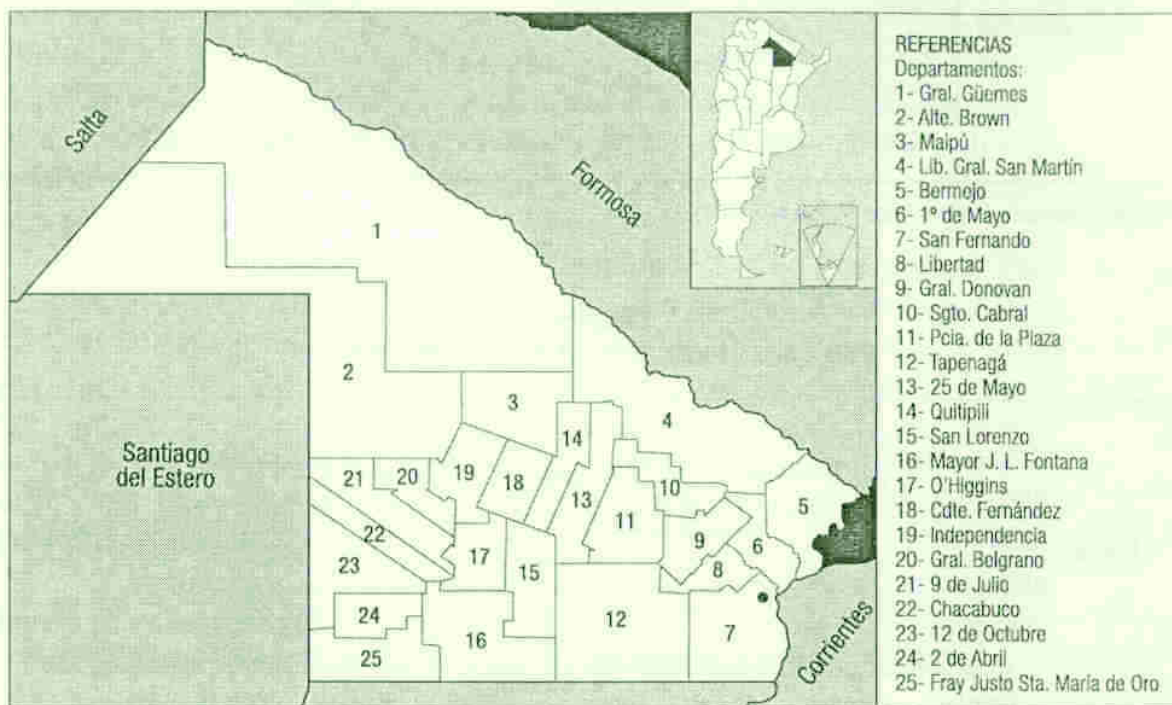 Salta
Formosa
Santiago
del Estero
Corrientes
1
2
3
4
5
6
7
8
9
10
11
12
13
14
15
16
17
18
19
20
21
22
23
24
25
REFERENCIAS
Departamentos:
1- Gral. Güemes
2- Alte. Brown
3- Maipú
4- Lib. Gral. San Martín
5- Bermejo
6- 1º de Mayo
7- San Fernando
8- Libertad
9- Gral. Donovan
10- Sgto. Cabral
11- Pcia. de la Plaza
12- Tapenagá
13- 25 de Mayo
14- Quitipili
15- San Lorenzo
16- Mayor J. L. Fontana
17- O'Higgins
18- Cdte. Fernández
19- Independencia
20- Gral. Belgrano
21- 9 de Julio
22- Chacabuco
23- 12 de Octubre
24- 2 de Abril
25- Fray Justo Sta. María de Oro